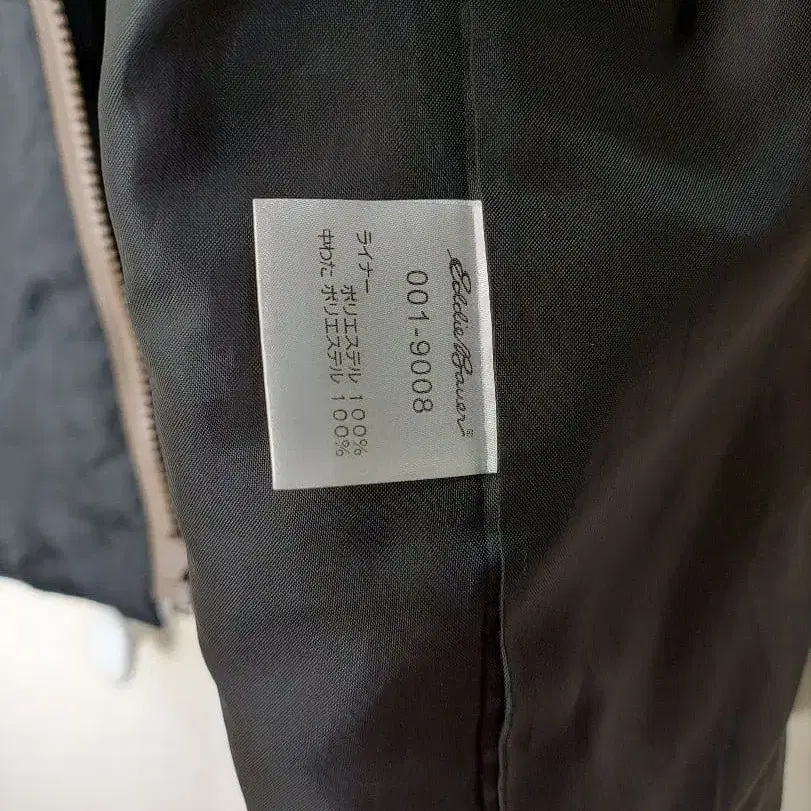 Eddie Bauer®
001-9008
ライナー ポリエステル 100%
中わた ポリエステル 100%